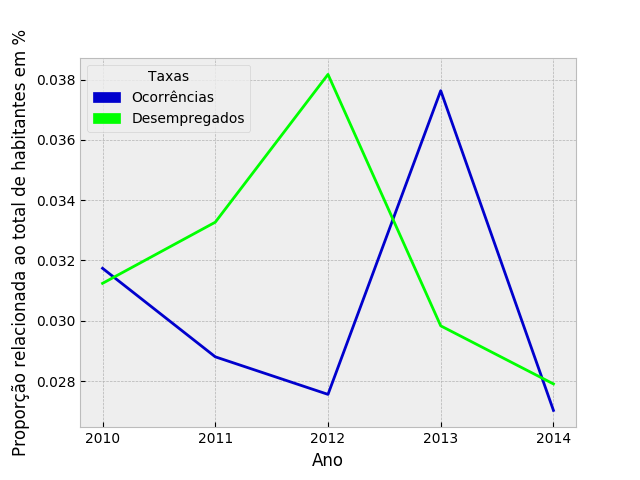 Proporção relacionada ao total de habitantes em %
Taxas
Ocorrências
Desempregados
0.038
0.036
0.034
0.032
0.030
0.028
2010 2011 2012 2013 2014
Ano